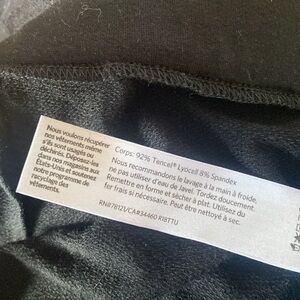 Nous voulons récupérer
vos vêtements même
s'ils sont usagés ou
déchirés. Déposez-les
dans nos magasins aux
États-Unis et soutenez
notre programme de
recyclage des
vêtements.
Corps: 92% Tencel® Lyocell 8% Spandex
Nous recommandons le lavage à la main à froide,
ne pas utiliser d'eau de Javel. Tordez doucement.
Remettre en forme et sécher à plat. Utilisez du
fer frais si nécessaire. Peut être nettoyé à sec.
RN#78121/CA#34460 R18TTU